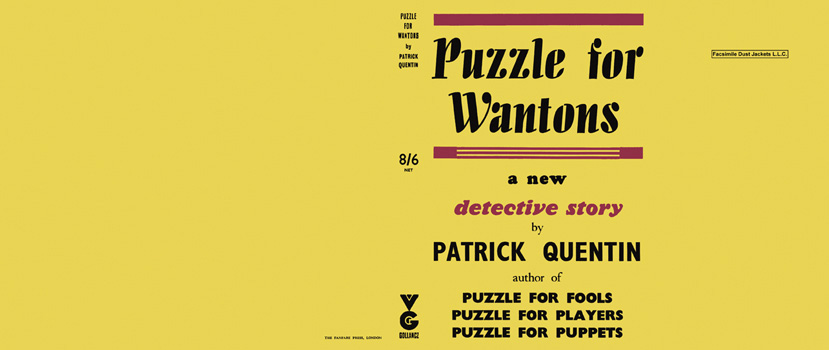 PUZZLE
FOR
WANTONS
by
PATRICK
QUENTIN
8/6
NET
VG
GOLLANCZ
THE FANFARE PRESS, LONDON
Puzzle for
Wantons
a new
detective story
by
PATRICK QUENTIN
author of
PUZZLE FOR FOOLS
PUZZLE FOR PLAYERS
PUZZLE FOR PUPPETS
Facsimile Dust Jackets L.L.C.